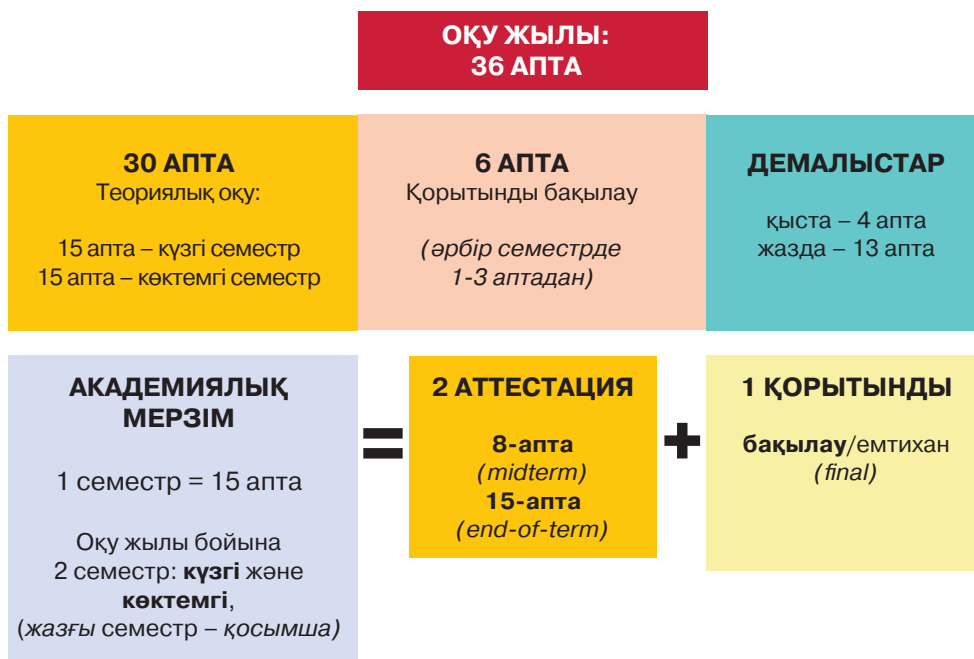 ОҚУ ЖЫЛЫ:
36 АПТА
30 АПТА
Теориялық оқу:
15 апта – күзгі семестр
15 апта – көктемгі семестр
6 АПТА
Қорытынды бақылау
(әрбір семестрде
1-3 аптадан)
ДЕМАЛЫСТАР
қыста – 4 апта
жазда – 13 апта
АКАДЕМИЯЛЫҚ
МЕРЗІМ
1 семестр = 15 апта
Оқу жылы бойына
2 семестр: күзгі және
көктемгі,
(жазғы семестр – қосымша)
=
2 АТТЕСТАЦИЯ
8-апта
(midterm)
15-апта
(end-of-term)
+
1 ҚОРЫТЫНДЫ
бақылау/емтихан
(final)